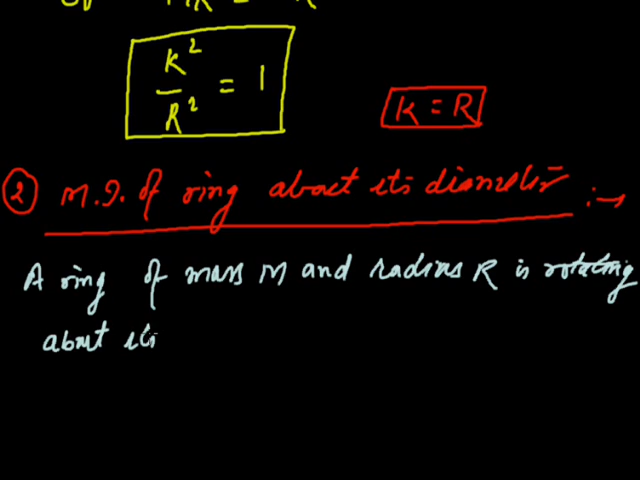 K²/R² = 1
K = R
② M.I. of ring about its diameter :→
A ring of mass M and radius R is rotating
about its